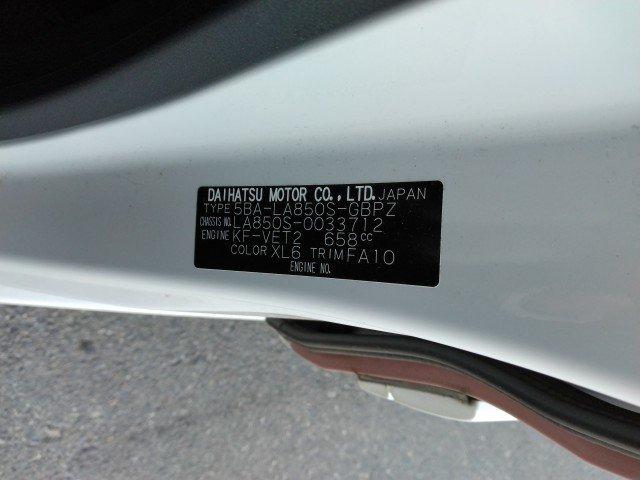 DAIHATSU MOTOR CO., LTD. JAPAN
TYPE 5BA-LA850S-GBPZ
CHASSIS NO. LA850S-0033712
ENGINE KF-VET2 658CC
COLOR XL6 TRIM FA10
ENGINE NO.